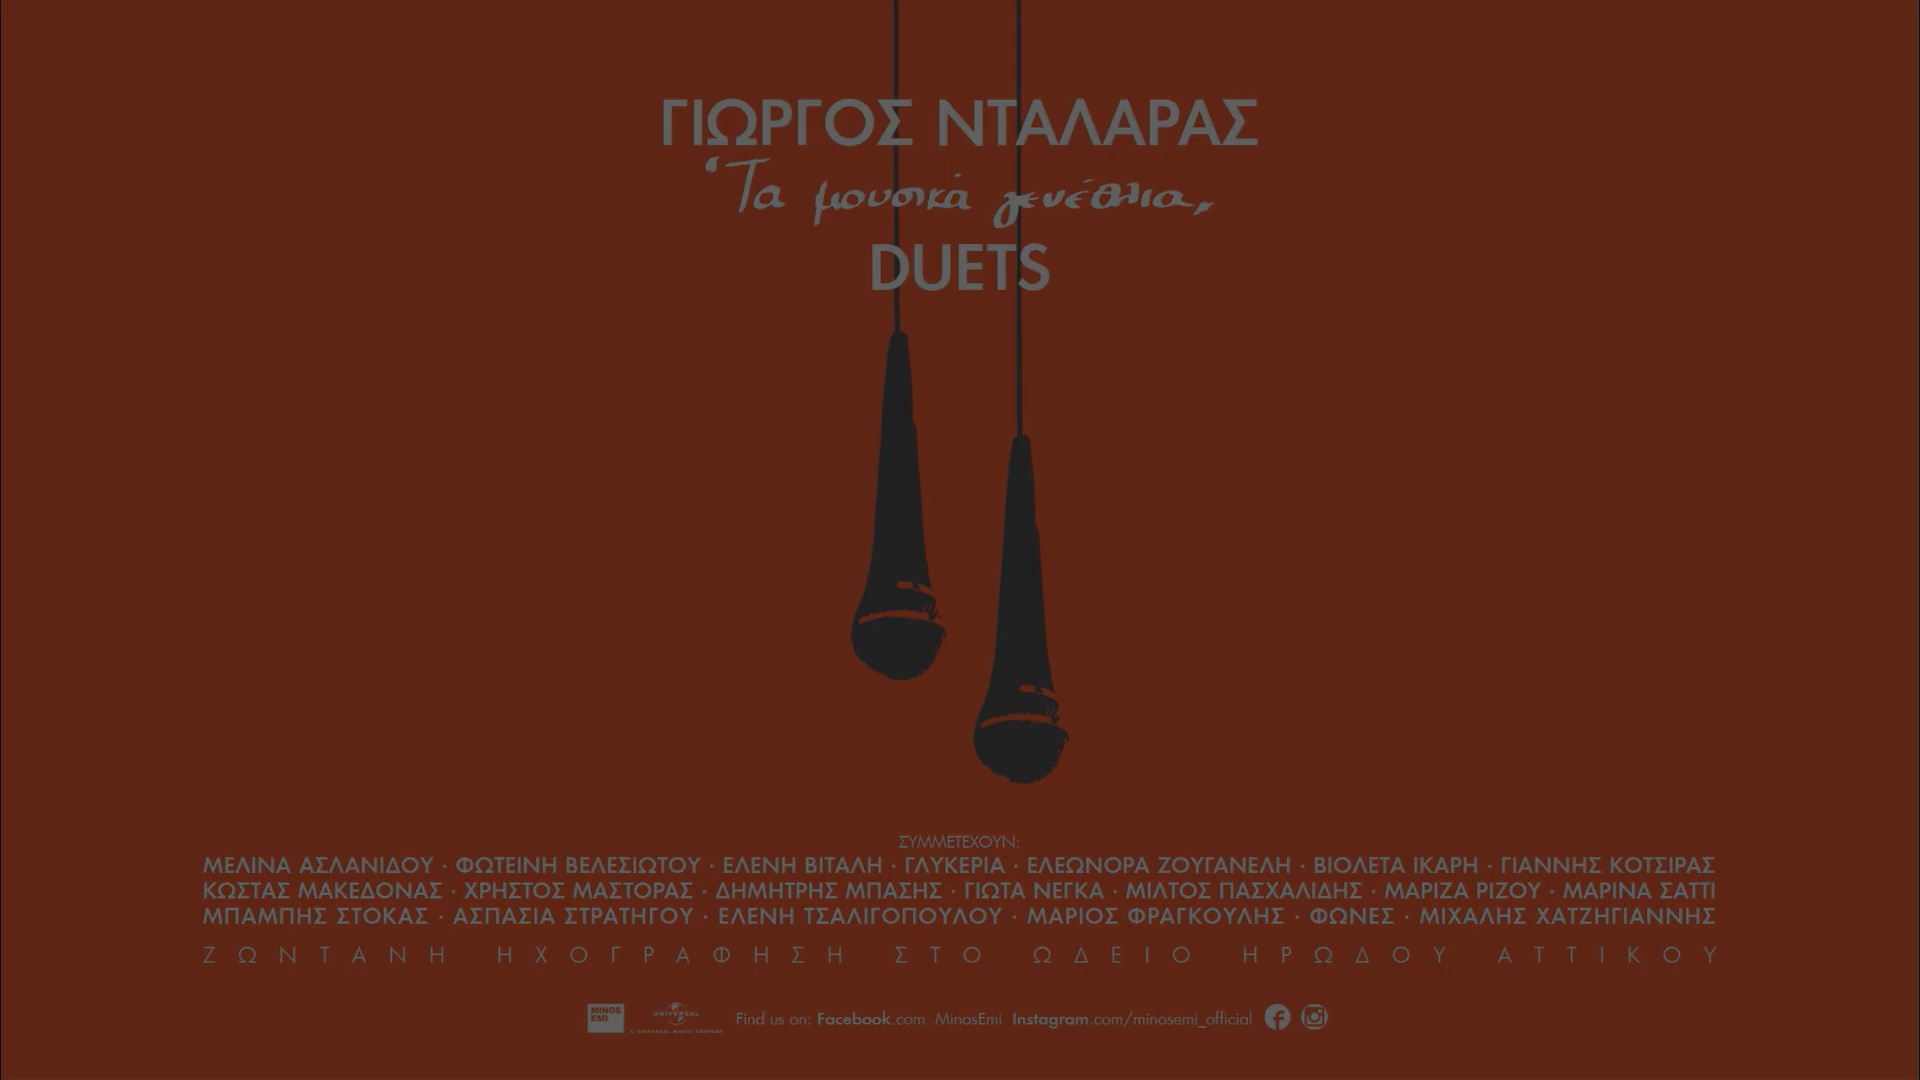 ΓΙΩΡΓΟΣ ΝΤΑΛΑΡΑΣ
“Τα μουσικά γενέθλια„
DUETS
ΣΥΜΜΕΤΕΧΟΥΝ:
ΜΕΛΙΝΑ ΑΣΛΑΝΙΔΟΥ · ΦΩΤΕΙΝΗ ΒΕΛΕΣΙΩΤΟΥ · ΕΛΕΝΗ ΒΙΤΑΛΗ · ΓΛΥΚΕΡΙΑ · ΕΛΕΩΝΟΡΑ ΖΟΥΓΑΝΕΛΗ · ΒΙΟΛΕΤΑ ΙΚΑΡΗ · ΓΙΑΝΝΗΣ ΚΟΤΣΙΡΑΣ
ΚΩΣΤΑΣ ΜΑΚΕΔΟΝΑΣ · ΧΡΗΣΤΟΣ ΜΑΣΤΟΡΑΣ · ΔΗΜΗΤΡΗΣ ΜΠΑΣΗΣ · ΓΙΩΤΑ ΝΕΓΚΑ · ΜΙΛΤΟΣ ΠΑΣΧΑΛΙΔΗΣ · ΜΑΡΙΖΑ ΡΙΖΟΥ · ΜΑΡΙΝΑ ΣΑΤΤΙ
ΜΠΑΜΠΗΣ ΣΤΟΚΑΣ · ΑΣΠΑΣΙΑ ΣΤΡΑΤΗΓΟΥ · ΕΛΕΝΗ ΤΣΑΛΙΓΟΠΟΥΛΟΥ · ΜΑΡΙΟΣ ΦΡΑΓΚΟΥΛΗΣ · ΦΩΝΕΣ · ΜΙΧΑΛΗΣ ΧΑΤΖΗΓΙΑΝΝΗΣ
ΖΩΝΤΑΝΗ ΗΧΟΓΡΑΦΗΣΗ ΣΤΟ ΩΔΕΙΟ ΗΡΩΔΟΥ ΑΤΤΙΚΟΥ
MINOS EMI
UNIVERSAL
A UNIVERSAL MUSIC COMPANY
Find us on: Facebook.com MinosEmi Instagram.com/minosemi_official